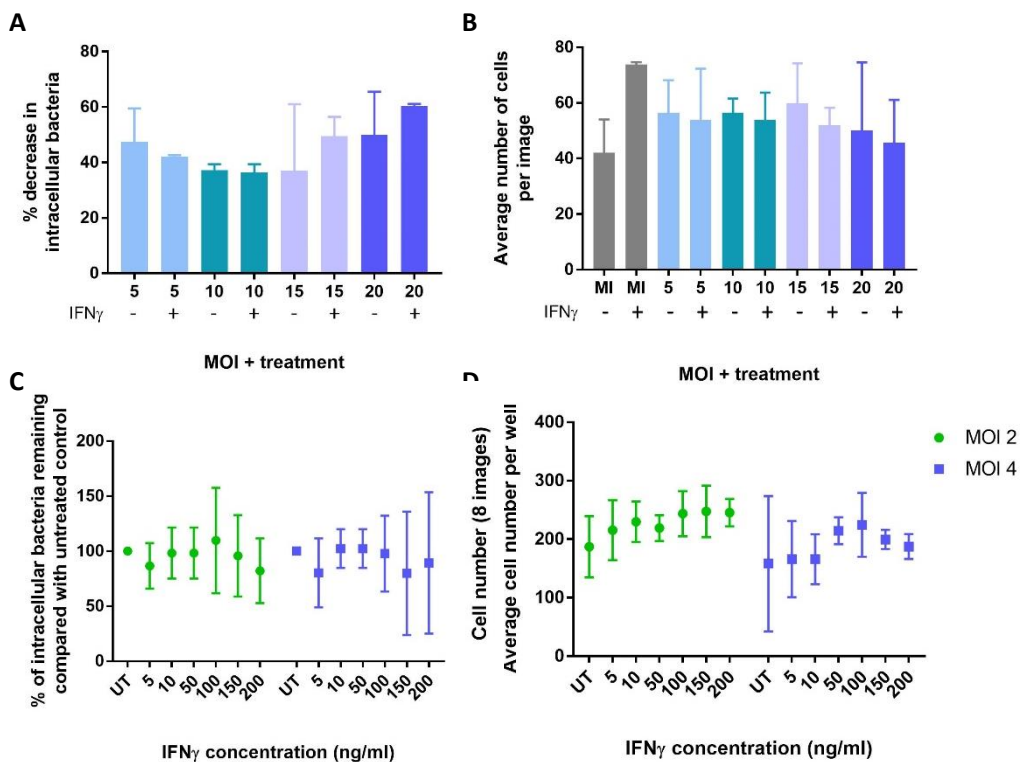 A
% decrease in
intracellular bacteria
80
60
40
20
0
5 5 10 10 15 15 20 20
IFNγ - + - + - + - +
MOI + treatment
B
Average number of cells
per image
80
60
40
20
0
MI MI 5 5 10 10 15 15 20 20
IFNγ - + - + - + - + - +
MOI + treatment
C
% of intracellular bacteria remaining
compared with untreated control
200
150
100
50
0
UT 5 10 50 100 150 200 UT 5 10 50 100 150 200
IFNγ concentration (ng/ml)
D
Cell number (8 images)
Average cell number per well
400
300
200
100
0
UT 5 10 50 100 150 200 UT 5 10 50 100 150 200
IFNγ concentration (ng/ml)
MOI 2
MOI 4